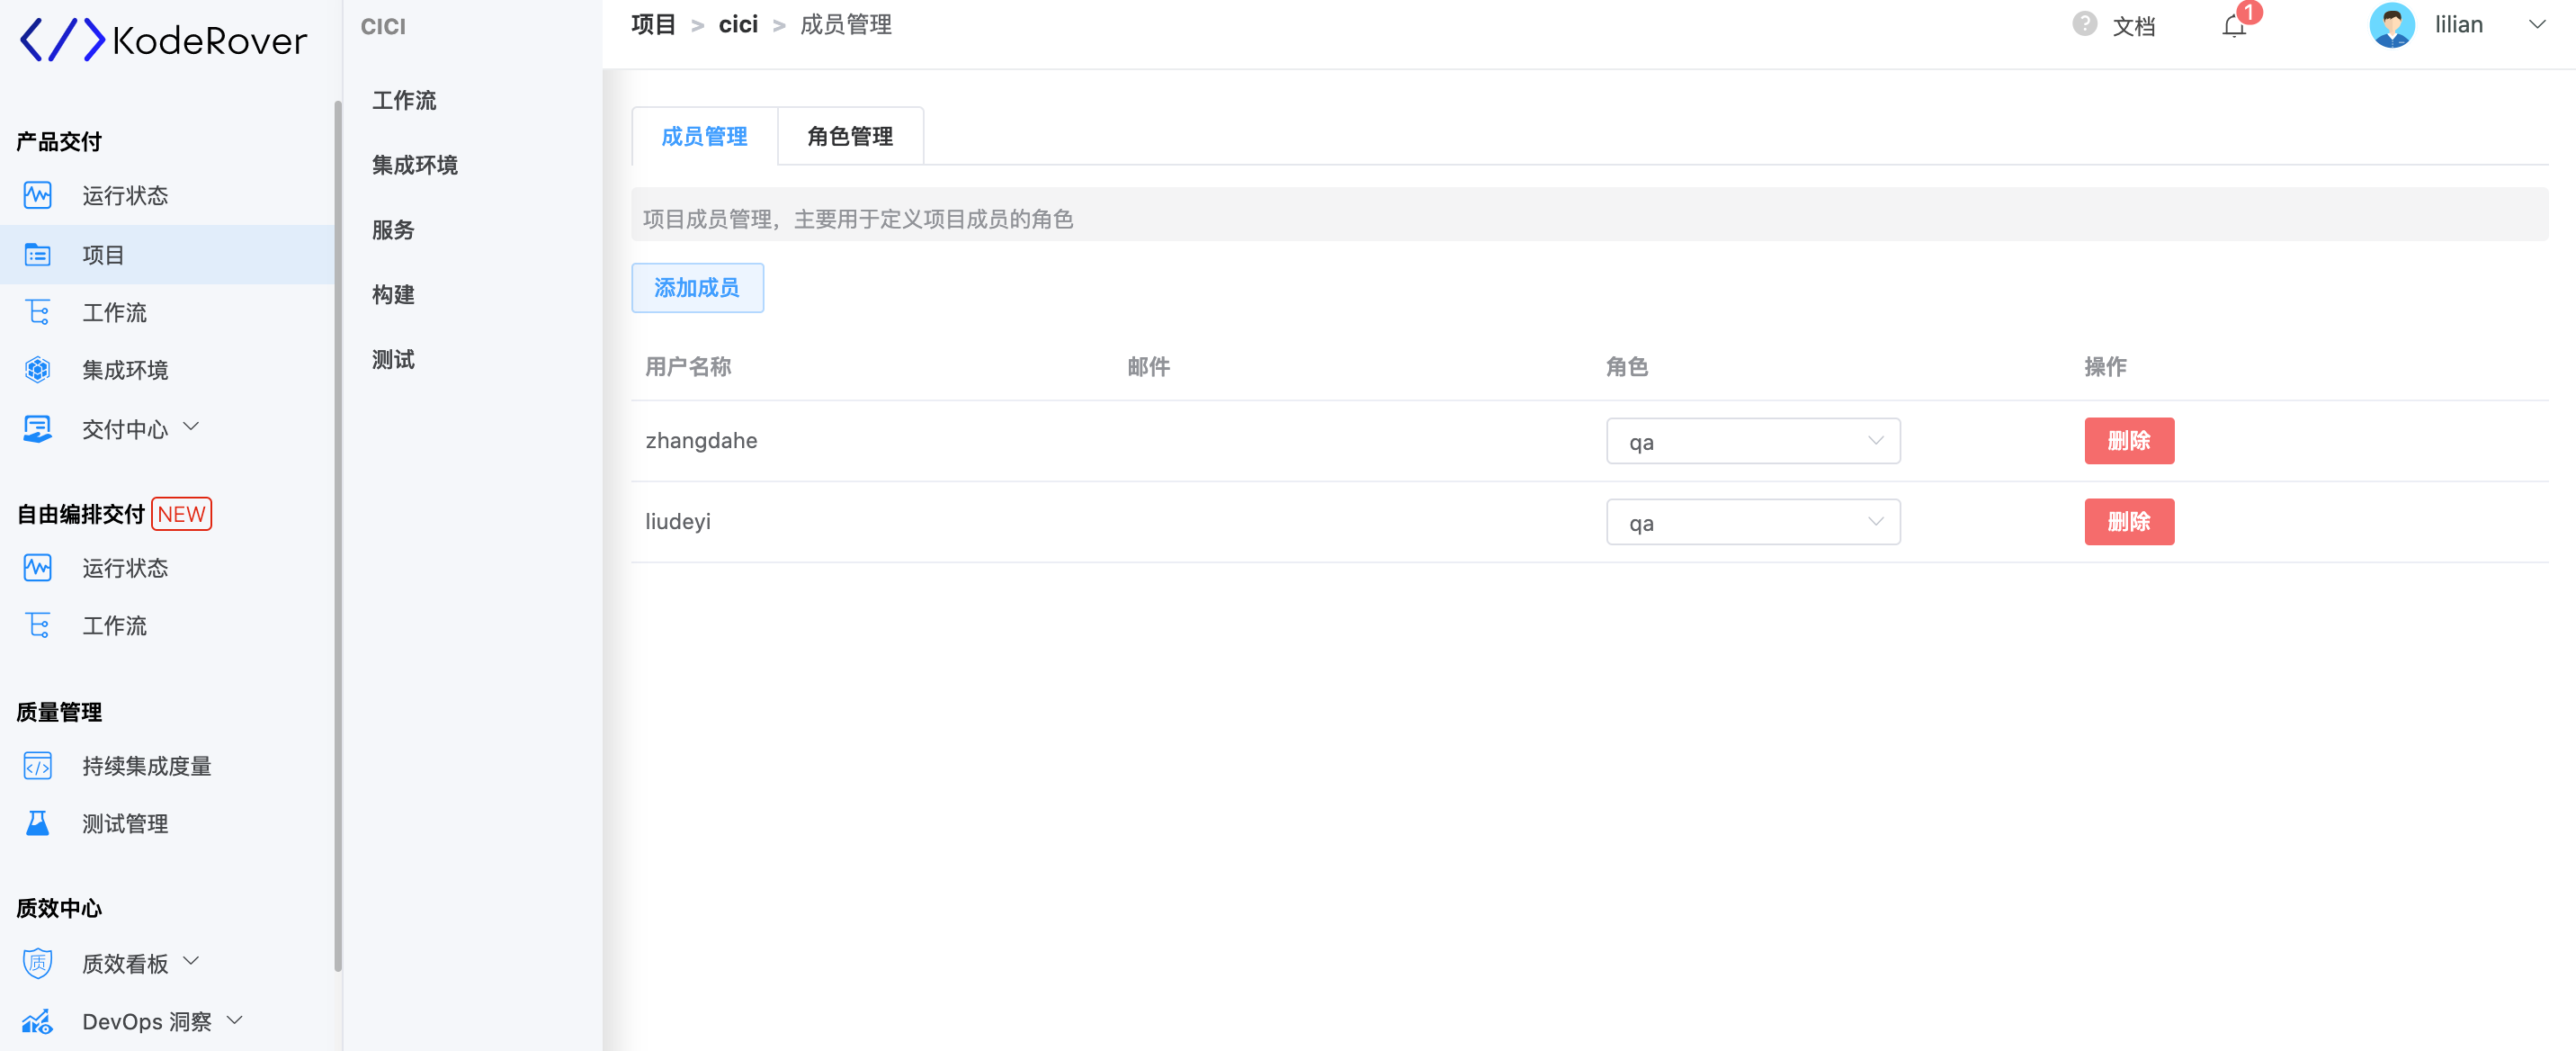 </> KodeRover
产品交付
运行状态
项目
工作流
集成环境
交付中心
自由编排交付 NEW
运行状态
工作流
质量管理
</> 持续集成度量
测试管理
质效中心
质 质效看板
DevOps 洞察
CICI
工作流
集成环境
服务
构建
测试
项目 > cici > 成员管理
? 文档
1
lilian
成员管理 角色管理
项目成员管理，主要用于定义项目成员的角色
添加成员
用户名称 邮件 角色 操作
zhangdahe qa 删除
liudeyi qa 删除